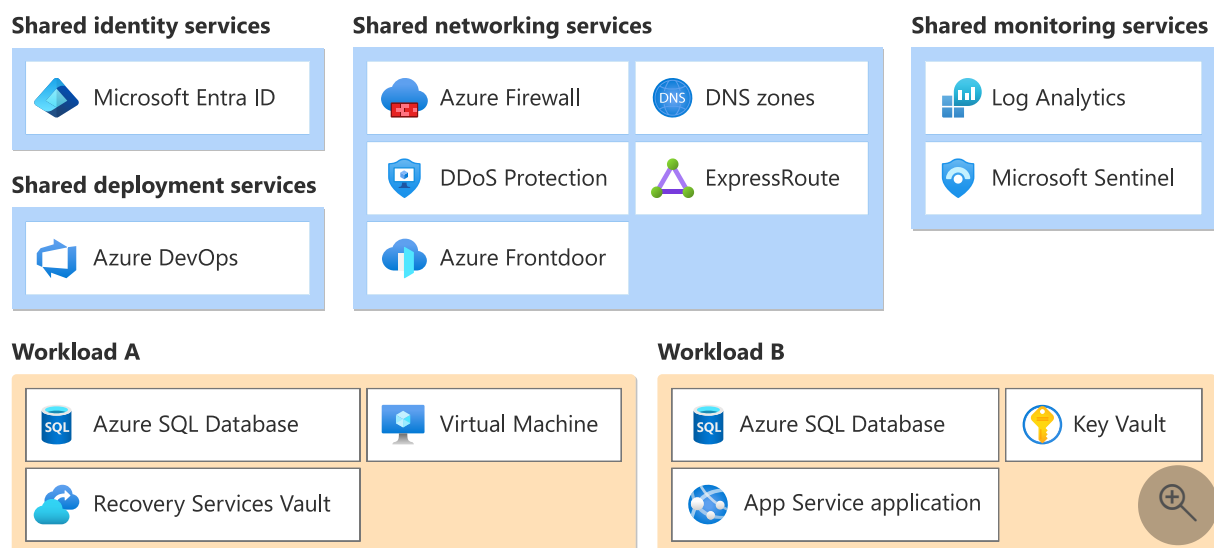 Shared identity services
Microsoft Entra ID
Shared deployment services
Azure DevOps
Shared networking services
Azure Firewall
DNS
DNS zones
DDoS Protection
ExpressRoute
Azure Frontdoor
Shared monitoring services
Log Analytics
Microsoft Sentinel
Workload A
SQL
Azure SQL Database
Virtual Machine
Recovery Services Vault
Workload B
SQL
Azure SQL Database
Key Vault
App Service application